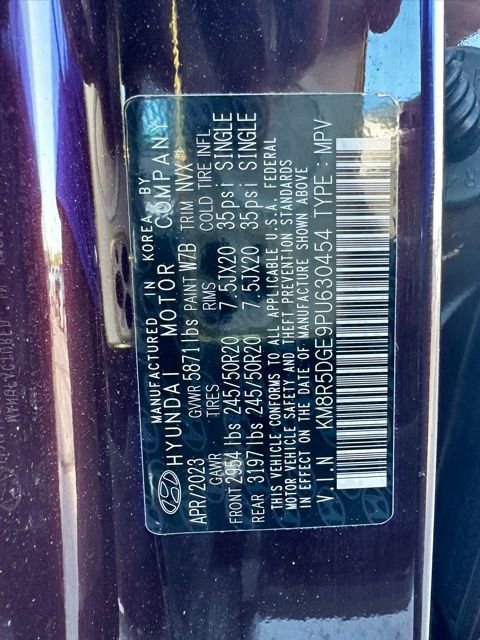 MANUFACTURED IN KOREA BY
HYUNDAI MOTOR COMPANY
APR/2023 GVWR 5871lbs PAINT W7B TRIM NVX
GAWR TIRES RIMS COLD TIRE INFL
FRONT 2954 lbs 245/50R20 7.5JX20 35psi SINGLE
REAR 3197 lbs 245/50R20 7.5JX20 35psi SINGLE
THIS VEHICLE CONFORMS TO ALL APPLICABLE U.S.A. FEDERAL
MOTOR VEHICLE SAFETY AND THEFT PREVENTION STANDARDS
IN EFFECT ON THE DATE OF MANUFACTURE SHOWN ABOVE
V.I.N KM8R5DGE9PU630454 TYPE : MPV